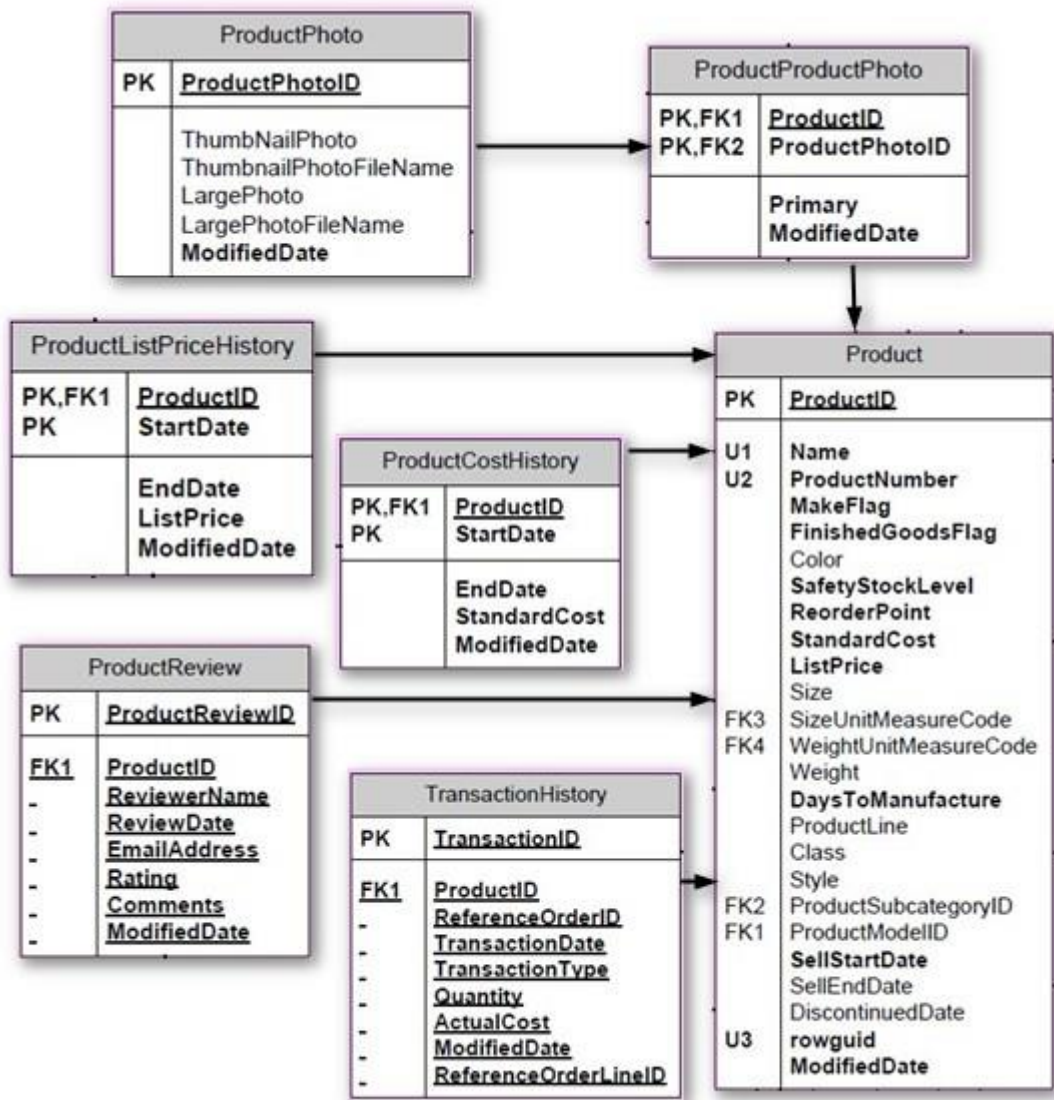 ProductPhoto
PK ProductPhotoID
ThumbNailPhoto
ThumbnailPhotoFileName
LargePhoto
LargePhotoFileName
ModifiedDate
ProductProductPhoto
PK,FK1 ProductID
PK,FK2 ProductPhotoID
Primary
ModifiedDate
ProductListPriceHistory
PK,FK1 ProductID
PK StartDate
EndDate
ListPrice
ModifiedDate
ProductCostHistory
PK,FK1 ProductID
PK StartDate
EndDate
StandardCost
ModifiedDate
ProductReview
PK ProductReviewID
FK1 ProductID
- ReviewerName
- ReviewDate
- EmailAddress
- Rating
- Comments
- ModifiedDate
TransactionHistory
PK TransactionID
FK1 ProductID
- ReferenceOrderID
- TransactionDate
- TransactionType
- Quantity
- ActualCost
- ModifiedDate
- ReferenceOrderLineID
Product
PK ProductID
U1 Name
U2 ProductNumber
MakeFlag
FinishedGoodsFlag
Color
SafetyStockLevel
ReorderPoint
StandardCost
ListPrice
Size
FK3 SizeUnitMeasureCode
FK4 WeightUnitMeasureCode
Weight
DaysToManufacture
ProductLine
Class
Style
FK2 ProductSubcategoryID
FK1 ProductModelID
SellStartDate
SellEndDate
DiscontinuedDate
U3 rowguid
ModifiedDate